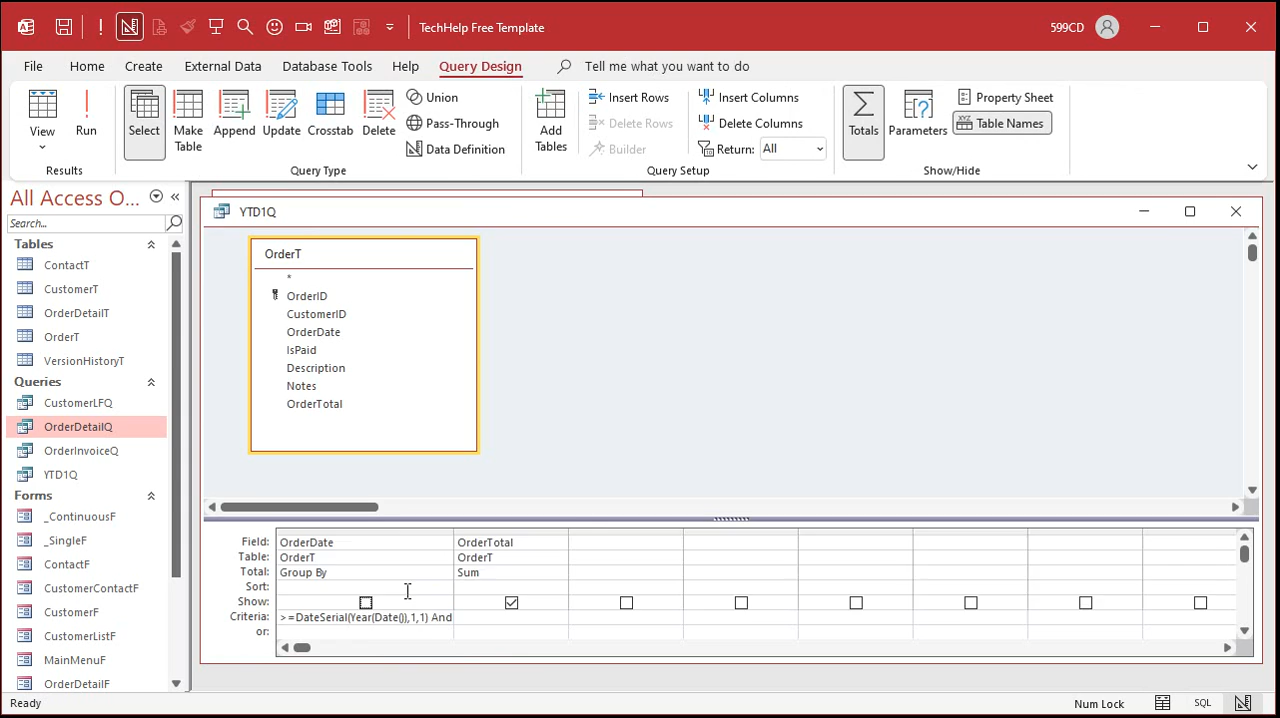 TechHelp Free Template
599CD
File Home Create External Data Database Tools Help Query Design Tell me what you want to do
View
Run
Results
Select
Make Table
Append
Update
Crosstab
Delete
Union
Pass-Through
Data Definition
Query Type
Add Tables
Insert Rows
Delete Rows
Builder
Insert Columns
Delete Columns
Return: All
Query Setup
Totals
Parameters
Property Sheet
Table Names
Show/Hide
All Access O...
Search...
Tables
ContactT
CustomerT
OrderDetailT
OrderT
VersionHistoryT
Queries
CustomerLFQ
OrderDetailQ
OrderInvoiceQ
YTD1Q
Forms
_ContinuousF
_SingleF
ContactF
CustomerContactF
CustomerF
CustomerListF
MainMenuF
OrderDetailF
YTD1Q
OrderT
*
OrderID
CustomerID
OrderDate
IsPaid
Description
Notes
OrderTotal
Field: OrderDate OrderTotal
Table: OrderT OrderT
Total: Group By Sum
Sort:
Show:
Criteria: >=DateSerial(Year(Date()),1,1) And
or:
Ready
Num Lock
SQL